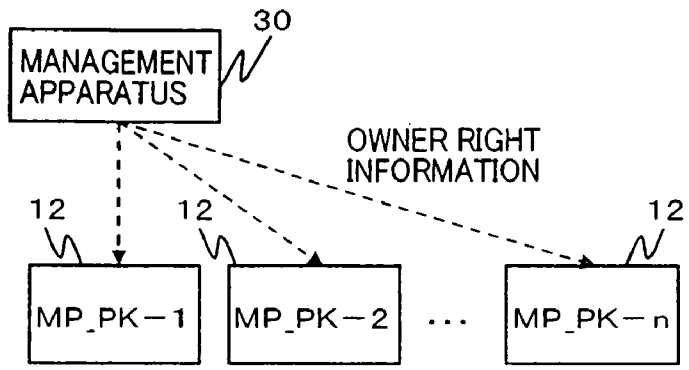 30
MANAGEMENT
APPARATUS
OWNER RIGHT
INFORMATION
12 12 12
MP_PK-1 MP_PK-2 ... MP_PK-n